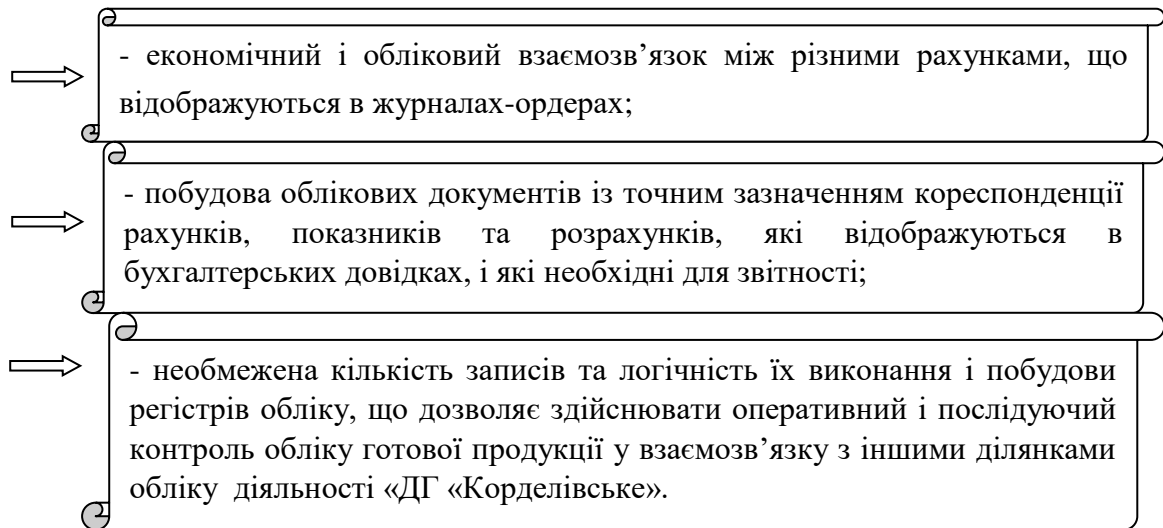 - економічний і обліковий взаємозв’язок між різними рахунками, що
відображуються в журналах-ордерах;
- побудова облікових документів із точним зазначенням кореспонденції
рахунків, показників та розрахунків, які відображуються в
бухгалтерських довідках, і які необхідні для звітності;
- необмежена кількість записів та логічність їх виконання і побудови
регістрів обліку, що дозволяє здійснювати оперативний і послідуючий
контроль обліку готової продукції у взаємозв’язку з іншими ділянками
обліку діяльності «ДГ «Корделівське».